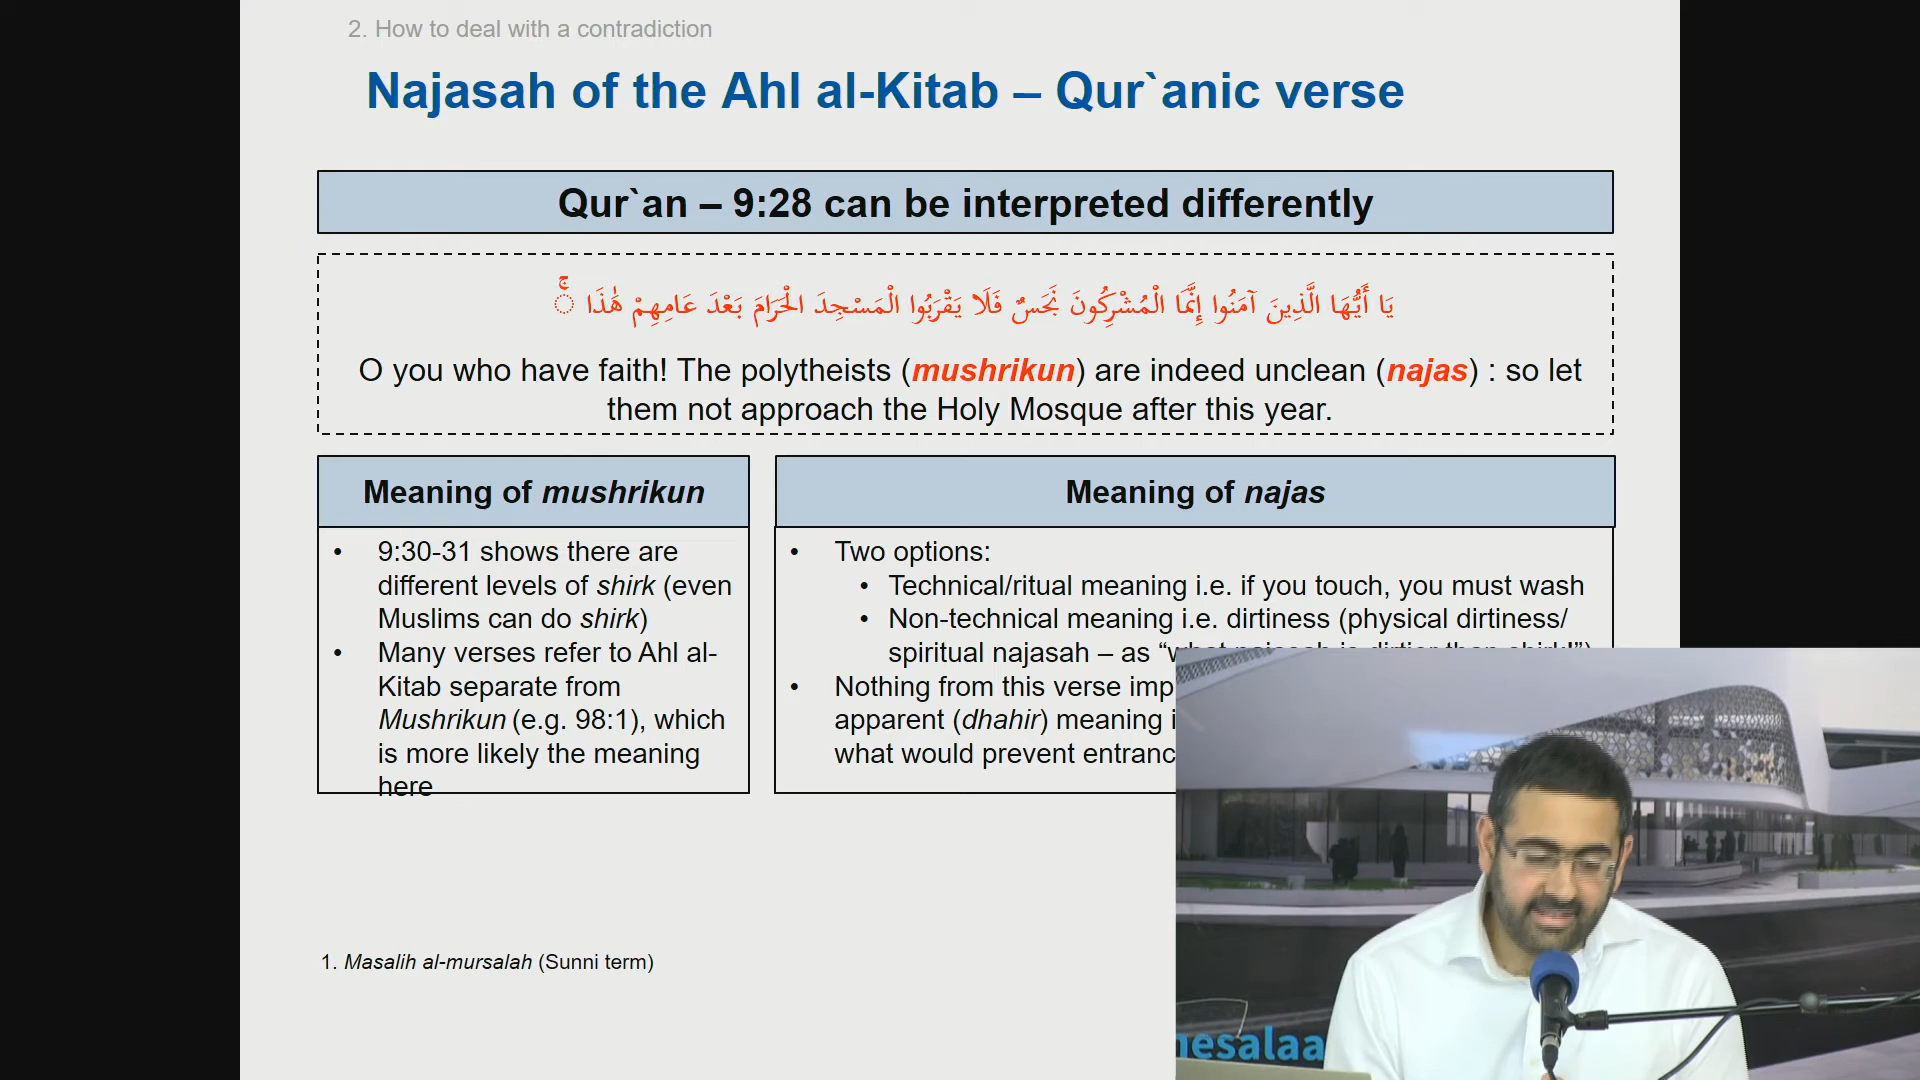 2. How to deal with a contradiction
Najasah of the Ahl al-Kitab – Qur`anic verse
Qur`an – 9:28 can be interpreted differently
يَا أَيُّهَا الَّذِينَ آمَنُوا إِنَّمَا الْمُشْرِكُونَ نَجَسٌ فَلَا يَقْرَبُوا الْمَسْجِدَ الْحَرَامَ بَعْدَ عَامِهِمْ هَٰذَا ۚ
O you who have faith! The polytheists (mushrikun) are indeed unclean (najas) : so let
them not approach the Holy Mosque after this year.
Meaning of mushrikun
• 9:30-31 shows there are
different levels of shirk (even
Muslims can do shirk)
• Many verses refer to Ahl al-
Kitab separate from
Mushrikun (e.g. 98:1), which
is more likely the meaning
here
Meaning of najas
• Two options:
• Technical/ritual meaning i.e. if you touch, you must wash
• Non-technical meaning i.e. dirtiness (physical dirtiness/
spiritual najasah – as “what najasah is dirtier than shirk!”)
• Nothing from this verse
apparent (dhahir) meaning
what would prevent
1. Masalih al-mursalah (Sunni term)